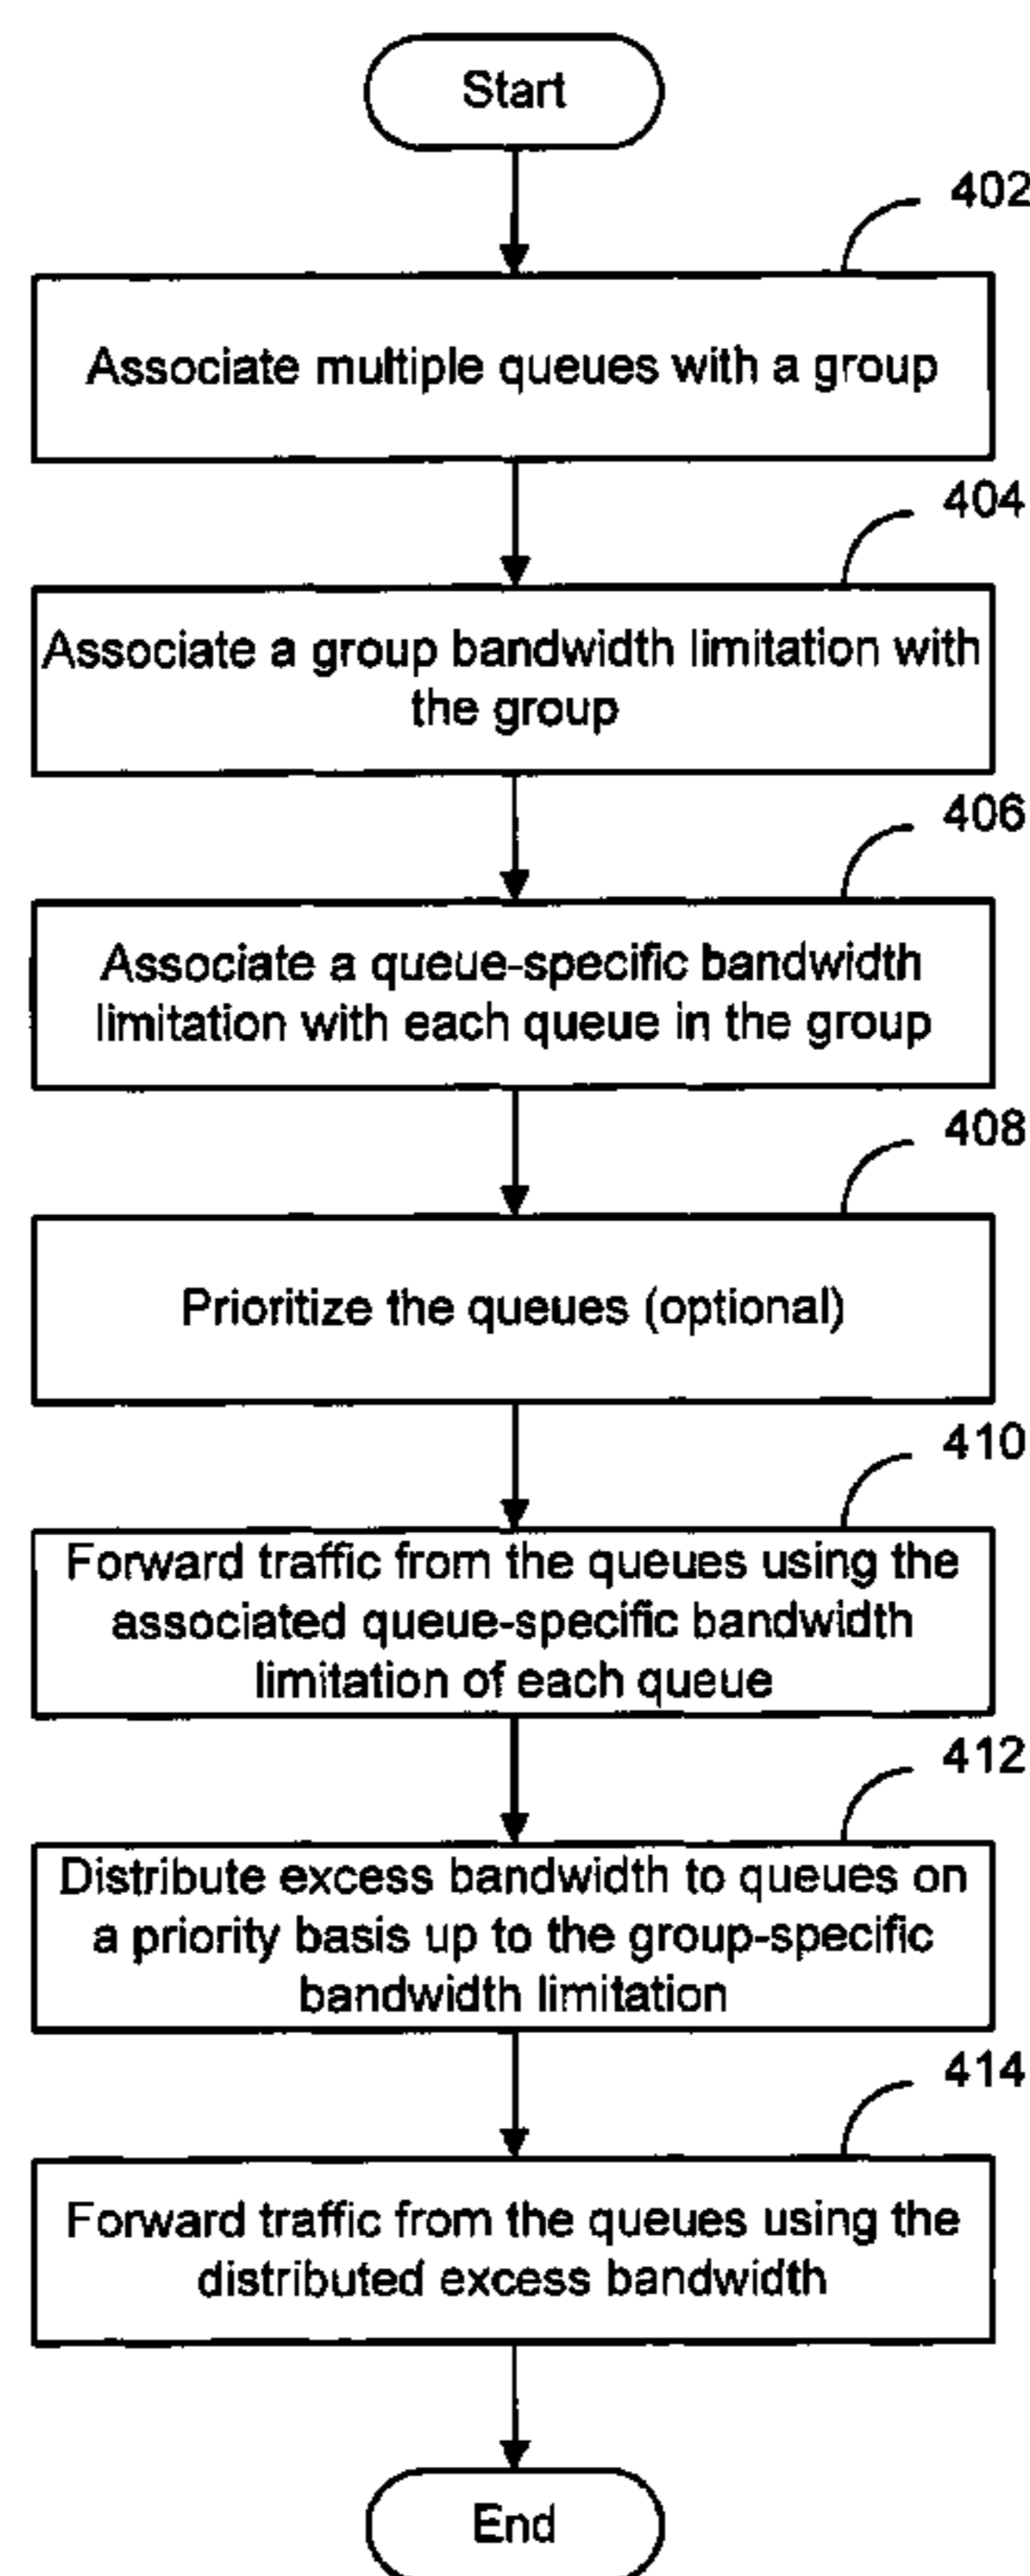 Start
402
Associate multiple queues with a group
404
Associate a group bandwidth limitation with
the group
406
Associate a queue-specific bandwidth
limitation with each queue in the group
408
Prioritize the queues (optional)
410
Forward traffic from the queues using the
associated queue-specific bandwidth
limitation of each queue
412
Distribute excess bandwidth to queues on
a priority basis up to the group-specific
bandwidth limitation
414
Forward traffic from the queues using the
distributed excess bandwidth
End